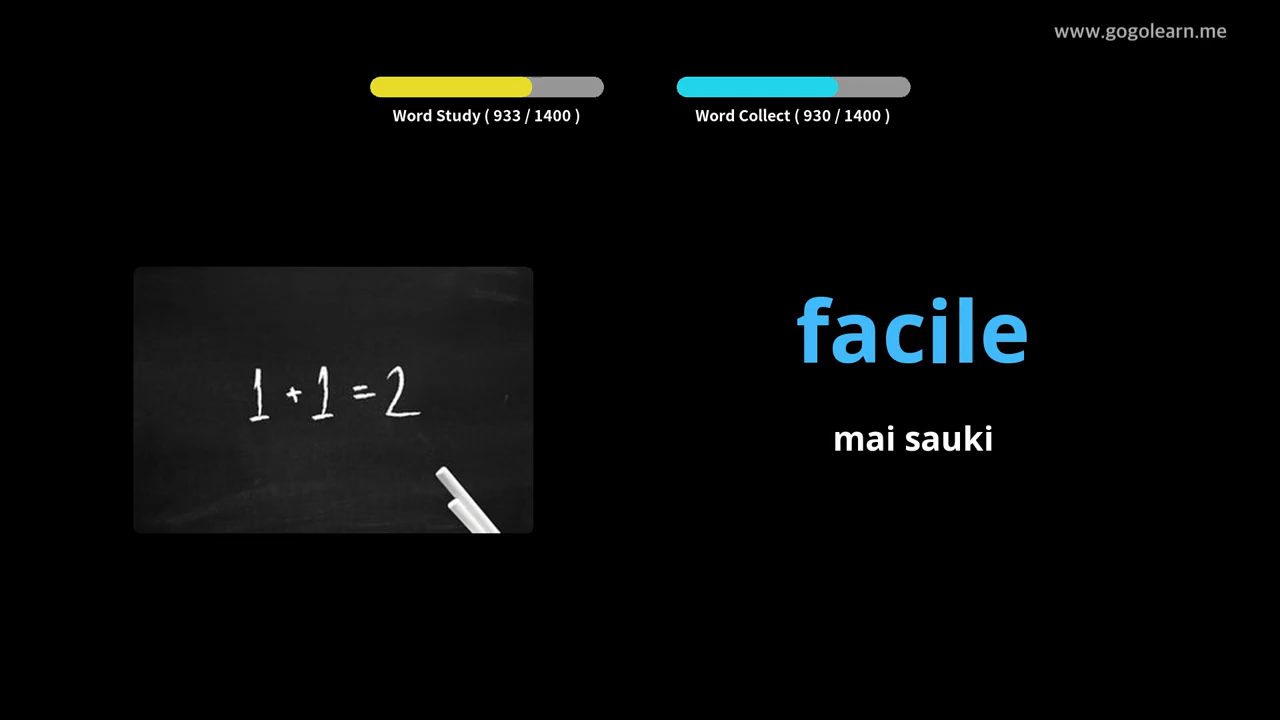 www.gogolearn.me
Word Study ( 933 / 1400 )
Word Collect ( 930 / 1400 )
1 + 1 = 2
facile
mai sauki